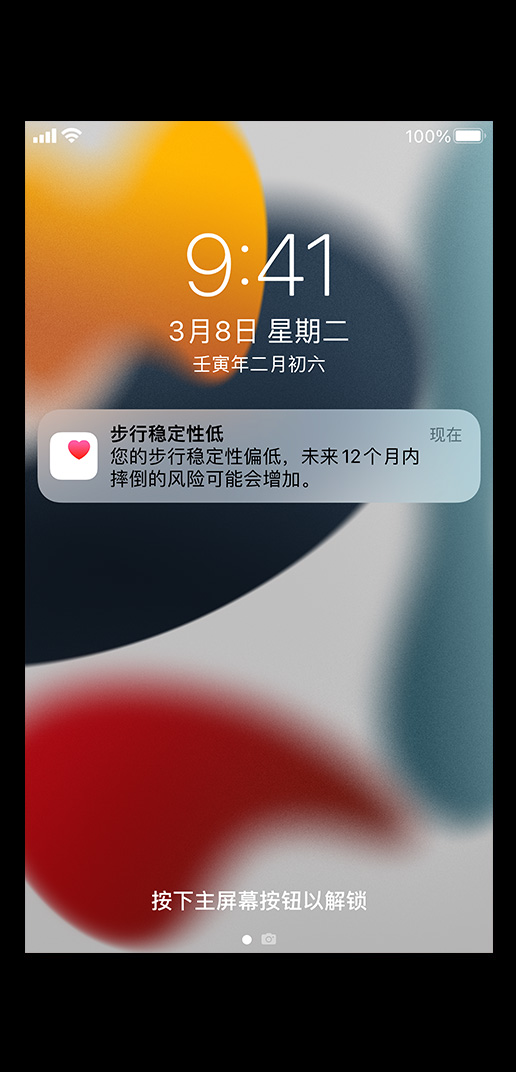 100%
9:41
3月8日 星期二
壬寅年二月初六
步行稳定性低
现在
您的步行稳定性偏低，未来12个月内
摔倒的风险可能会增加。
按下主屏幕按钮以解锁